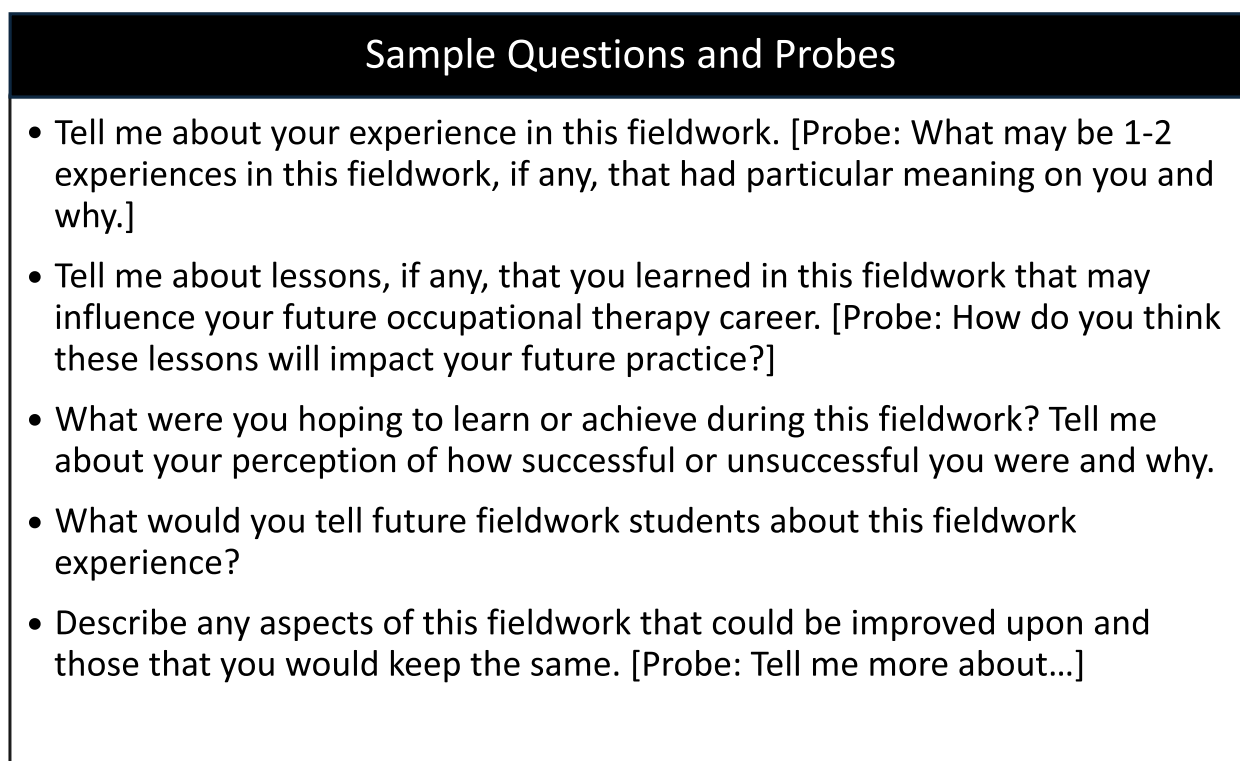 Sample Questions and Probes
• Tell me about your experience in this fieldwork. [Probe: What may be 1-2
experiences in this fieldwork, if any, that had particular meaning on you and
why.]
• Tell me about lessons, if any, that you learned in this fieldwork that may
influence your future occupational therapy career. [Probe: How do you think
these lessons will impact your future practice?]
• What were you hoping to learn or achieve during this fieldwork? Tell me
about your perception of how successful or unsuccessful you were and why.
• What would you tell future fieldwork students about this fieldwork
experience?
• Describe any aspects of this fieldwork that could be improved upon and
those that you would keep the same. [Probe: Tell me more about…]